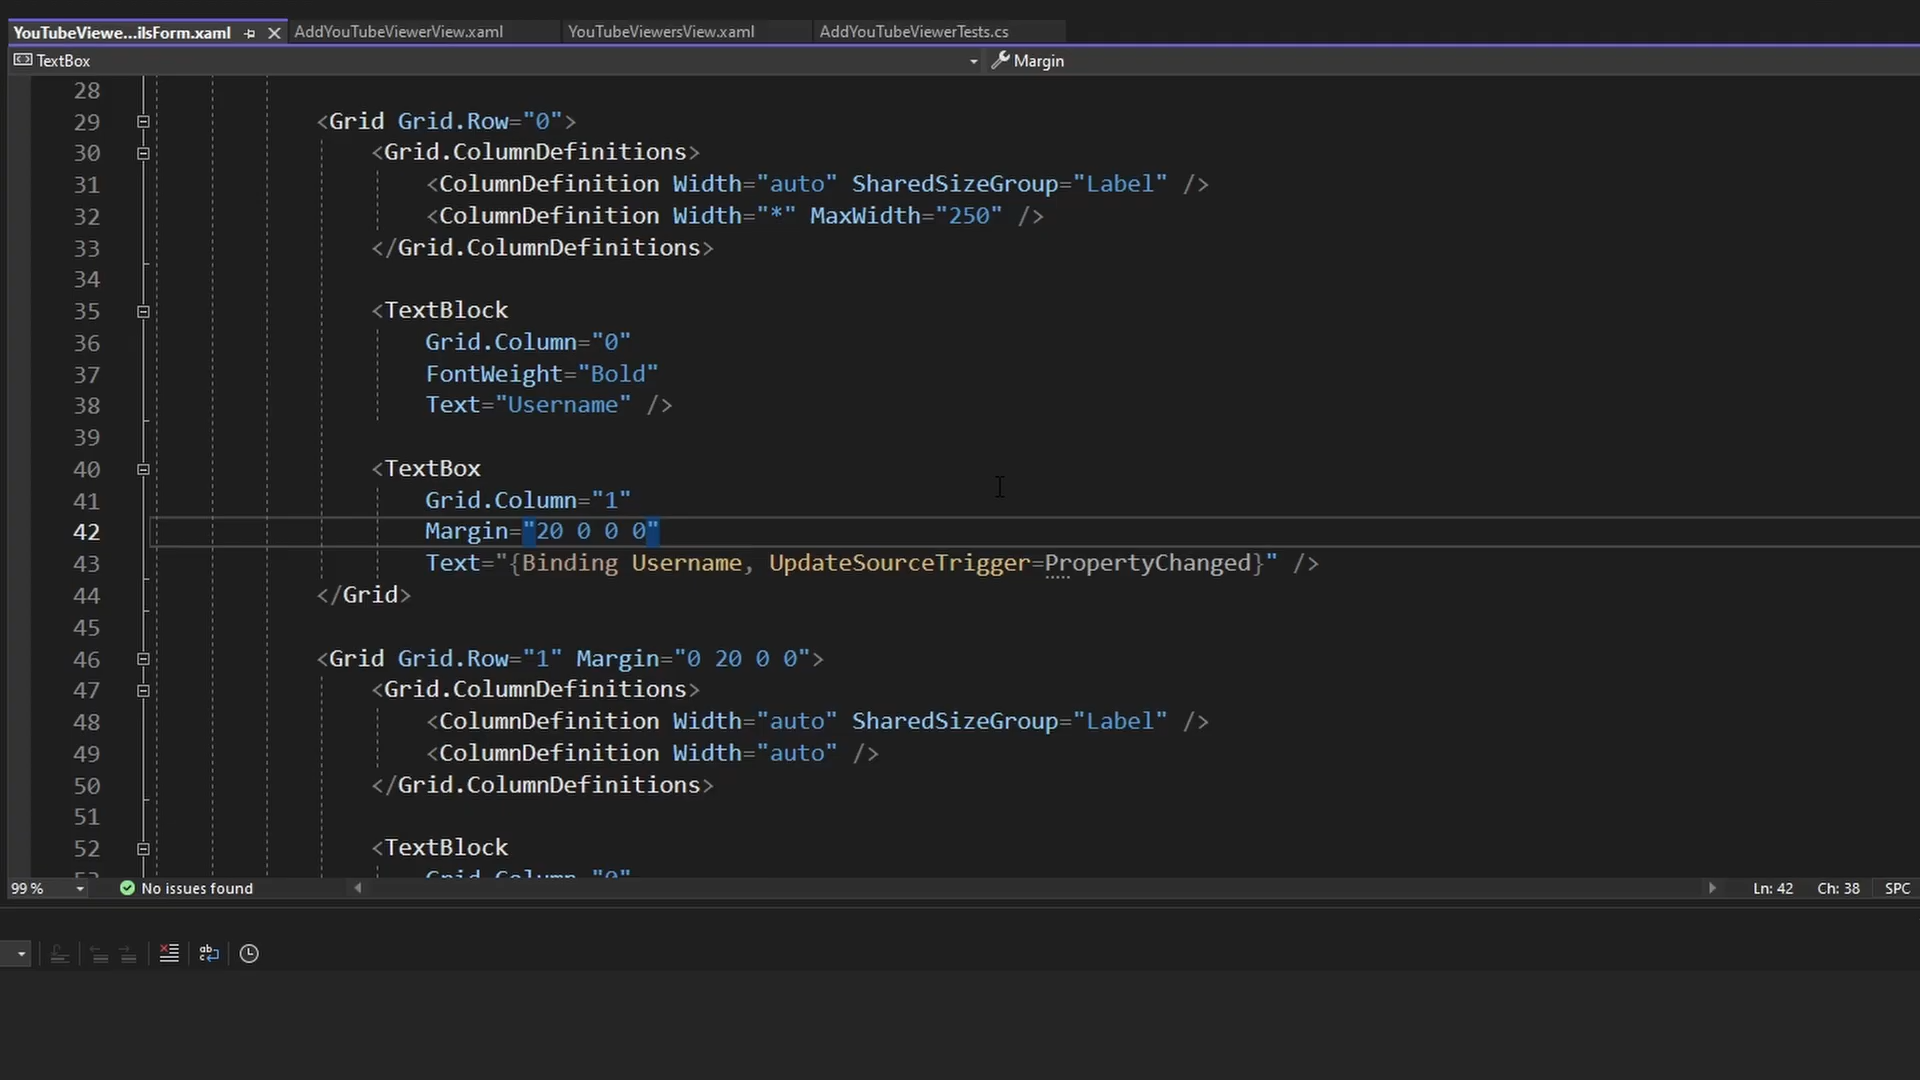 YouTubeViewe...ilsForm.xaml AddYouTubeViewerView.xaml YouTubeViewersView.xaml AddYouTubeViewerTests.cs
TextBox Margin
28
29 <Grid Grid.Row="0">
30 <Grid.ColumnDefinitions>
31 <ColumnDefinition Width="auto" SharedSizeGroup="Label" />
32 <ColumnDefinition Width="*" MaxWidth="250" />
33 </Grid.ColumnDefinitions>
34
35 <TextBlock
36 Grid.Column="0"
37 FontWeight="Bold"
38 Text="Username" />
39
40 <TextBox
41 Grid.Column="1"
42 Margin="20 0 0 0"
43 Text="{Binding Username, UpdateSourceTrigger=PropertyChanged}" />
44 </Grid>
45
46 <Grid Grid.Row="1" Margin="0 20 0 0">
47 <Grid.ColumnDefinitions>
48 <ColumnDefinition Width="auto" SharedSizeGroup="Label" />
49 <ColumnDefinition Width="auto" />
50 </Grid.ColumnDefinitions>
51
52 <TextBlock
53 Grid.Column="0"
99 % No issues found Ln: 42 Ch: 38 SPC